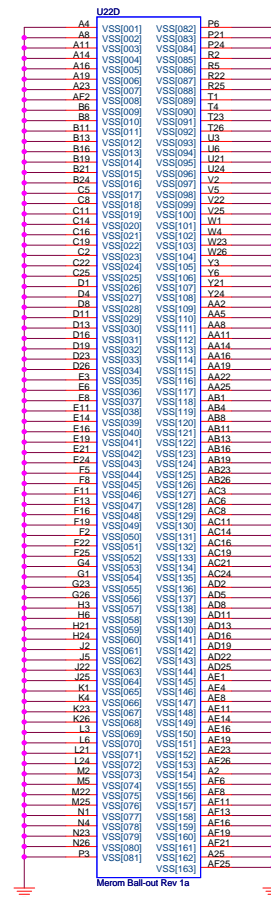 U22D
A4 VSS[001] VSS[082] P6
A8 VSS[002] VSS[083] P21
A11 VSS[003] VSS[084] P24
A14 VSS[004] VSS[085] R2
A16 VSS[005] VSS[086] R5
A19 VSS[006] VSS[087] R22
A23 VSS[007] VSS[088] R25
AF2 VSS[008] VSS[089] T1
B6 VSS[009] VSS[090] T4
B8 VSS[010] VSS[091] T23
B11 VSS[011] VSS[092] T26
B13 VSS[012] VSS[093] U3
B16 VSS[013] VSS[094] U6
B19 VSS[014] VSS[095] U21
B21 VSS[015] VSS[096] U24
B24 VSS[016] VSS[097] V2
C5 VSS[017] VSS[098] V5
C8 VSS[018] VSS[099] V22
C11 VSS[019] VSS[100] V25
C14 VSS[020] VSS[101] W1
C16 VSS[021] VSS[102] W4
C19 VSS[022] VSS[103] W23
C2 VSS[023] VSS[104] W26
C22 VSS[024] VSS[105] Y3
C25 VSS[025] VSS[106] Y6
D1 VSS[026] VSS[107] Y21
D4 VSS[027] VSS[108] Y24
D8 VSS[028] VSS[109] AA2
D11 VSS[029] VSS[110] AA5
D13 VSS[030] VSS[111] AA8
D16 VSS[031] VSS[112] AA11
D19 VSS[032] VSS[113] AA14
D23 VSS[033] VSS[114] AA16
D26 VSS[034] VSS[115] AA19
E3 VSS[035] VSS[116] AA22
E6 VSS[036] VSS[117] AA25
E8 VSS[037] VSS[118] AB1
E11 VSS[038] VSS[119] AB4
E14 VSS[039] VSS[120] AB8
E16 VSS[040] VSS[121] AB11
E19 VSS[041] VSS[122] AB13
E21 VSS[042] VSS[123] AB16
E24 VSS[043] VSS[124] AB19
F5 VSS[044] VSS[125] AB23
F8 VSS[045] VSS[126] AB26
F11 VSS[046] VSS[127] AC3
F13 VSS[047] VSS[128] AC6
F16 VSS[048] VSS[129] AC8
F19 VSS[049] VSS[130] AC11
F2 VSS[050] VSS[131] AC14
F22 VSS[051] VSS[132] AC16
F25 VSS[052] VSS[133] AC19
G4 VSS[053] VSS[134] AC21
G1 VSS[054] VSS[135] AC24
G23 VSS[055] VSS[136] AD2
G26 VSS[056] VSS[137] AD5
H3 VSS[057] VSS[138] AD8
H6 VSS[058] VSS[139] AD11
H21 VSS[059] VSS[140] AD13
H24 VSS[060] VSS[141] AD16
J2 VSS[061] VSS[142] AD19
J5 VSS[062] VSS[143] AD22
J22 VSS[063] VSS[144] AD25
J25 VSS[064] VSS[145] AE1
K1 VSS[065] VSS[146] AE4
K4 VSS[066] VSS[147] AE8
K23 VSS[067] VSS[148] AE11
K26 VSS[068] VSS[149] AE14
L3 VSS[069] VSS[150] AE16
L6 VSS[070] VSS[151] AE19
L21 VSS[071] VSS[152] AE23
L24 VSS[072] VSS[153] AE26
M2 VSS[073] VSS[154] A2
M5 VSS[074] VSS[155] AF6
M22 VSS[075] VSS[156] AF8
M25 VSS[076] VSS[157] AF11
N1 VSS[077] VSS[158] AF13
N4 VSS[078] VSS[159] AF16
N23 VSS[079] VSS[160] AF19
N26 VSS[080] VSS[161] AF21
P3 VSS[081] VSS[162] A25
VSS[163] AF25
Merom Ball-out Rev 1a